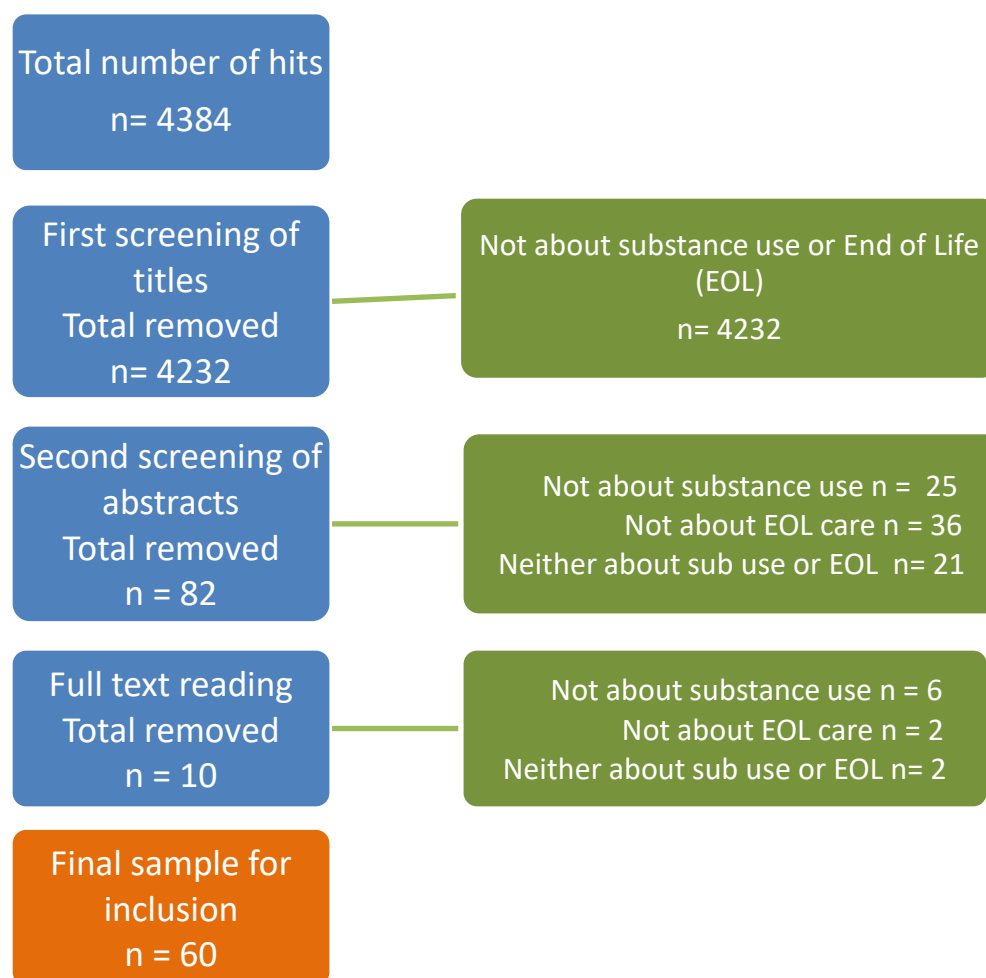 Total number of hits
n= 4384
First screening of
titles
Total removed
n= 4232
Not about substance use or End of Life
(EOL)
n= 4232
Second screening of
abstracts
Total removed
n = 82
Not about substance use n =  25
Not about EOL care n = 36
Neither about sub use or EOL  n= 21
Full text reading
Total removed
n = 10
Not about substance use n = 6
Not about EOL care n = 2
Neither about sub use or EOL n= 2
Final sample for
inclusion
n = 60